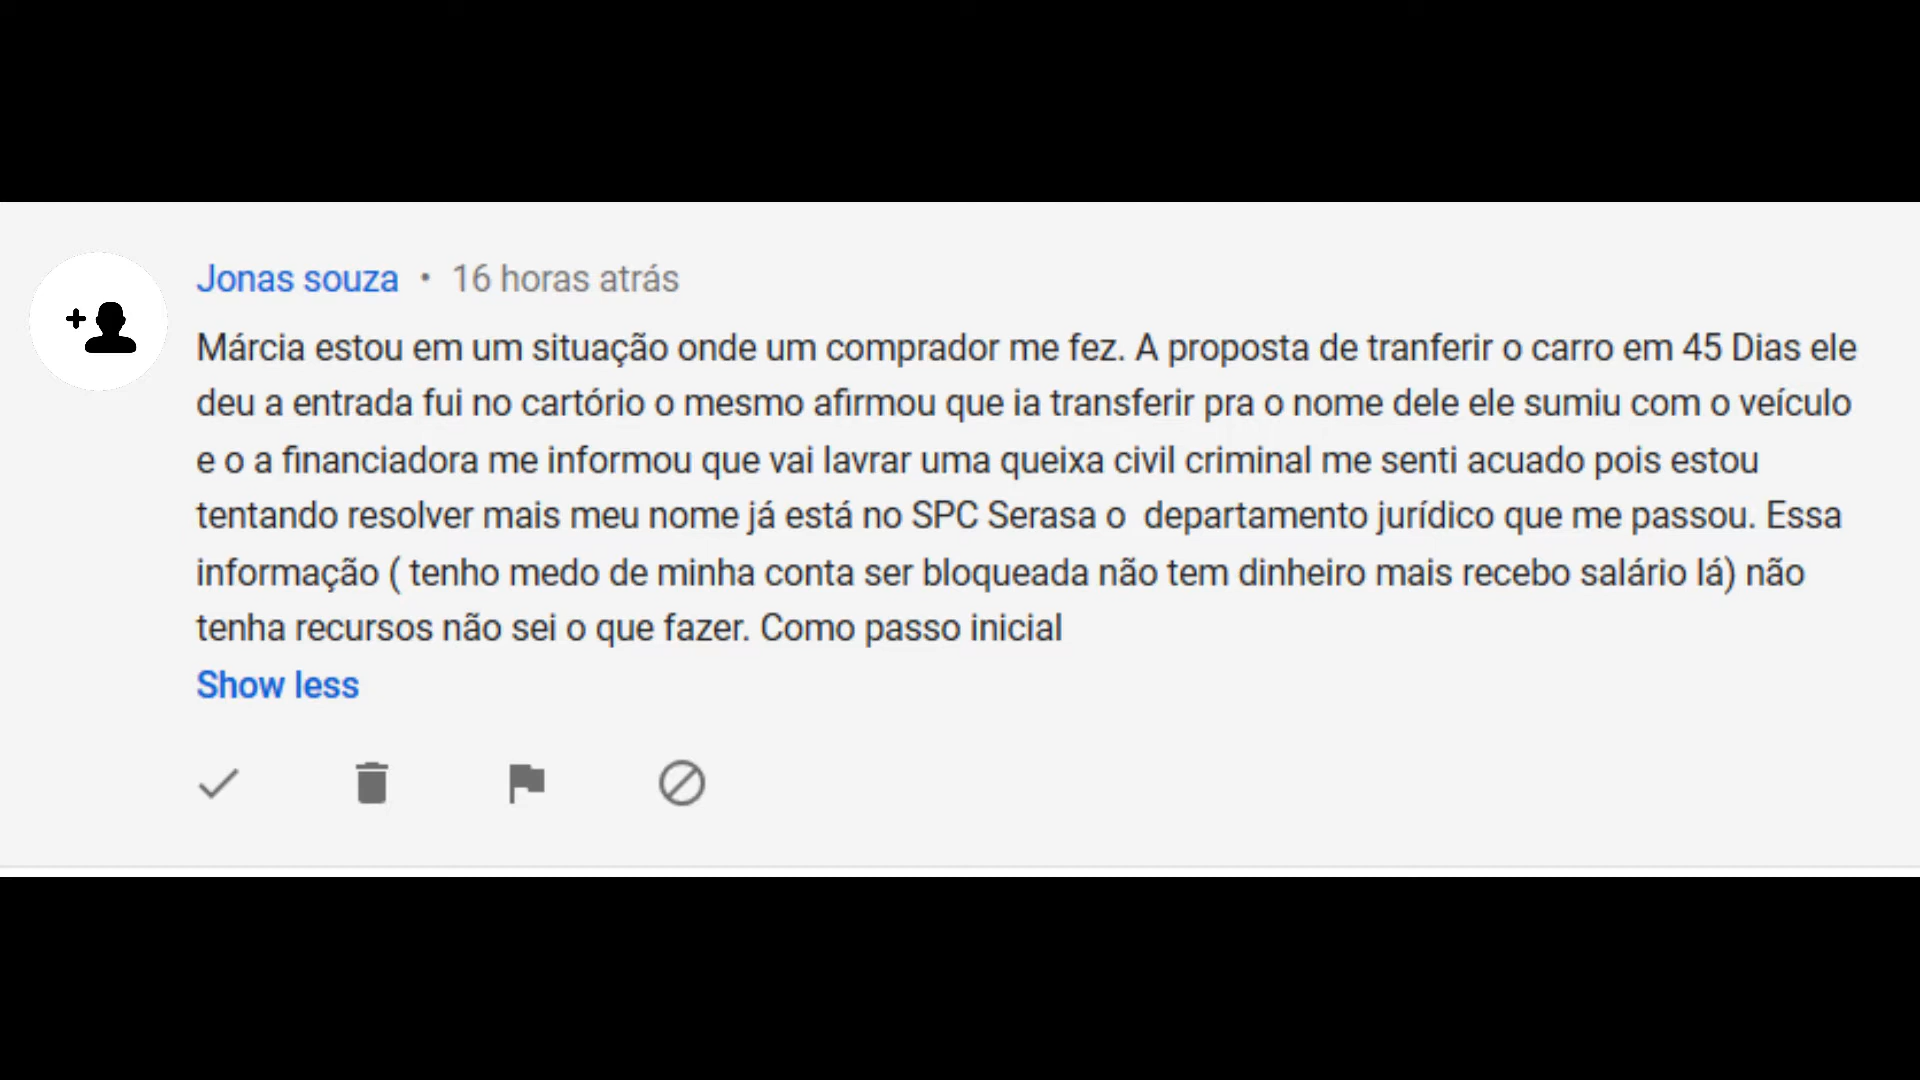 Jonas souza • 16 horas atrás
Márcia estou em um situação onde um comprador me fez. A proposta de tranferir o carro em 45 Dias ele
deu a entrada fui no cartório o mesmo afirmou que ia transferir pra o nome dele ele sumiu com o veículo
e o a financiadora me informou que vai lavrar uma queixa civil criminal me senti acuado pois estou
tentando resolver mais meu nome já está no SPC Serasa o  departamento jurídico que me passou. Essa
informação ( tenho medo de minha conta ser bloqueada não tem dinheiro mais recebo salário lá) não
tenha recursos não sei o que fazer. Como passo inicial
Show less